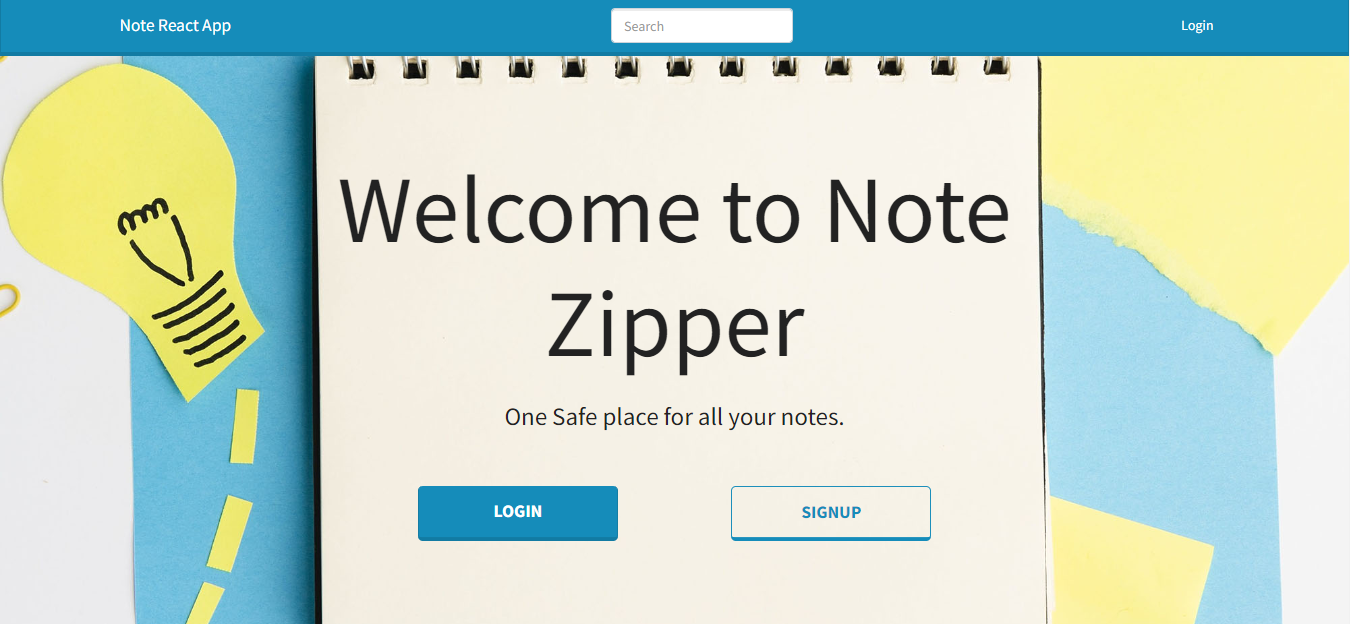 Note React App
Search
Login
Welcome to Note
Zipper
One Safe place for all your notes.
LOGIN
SIGNUP